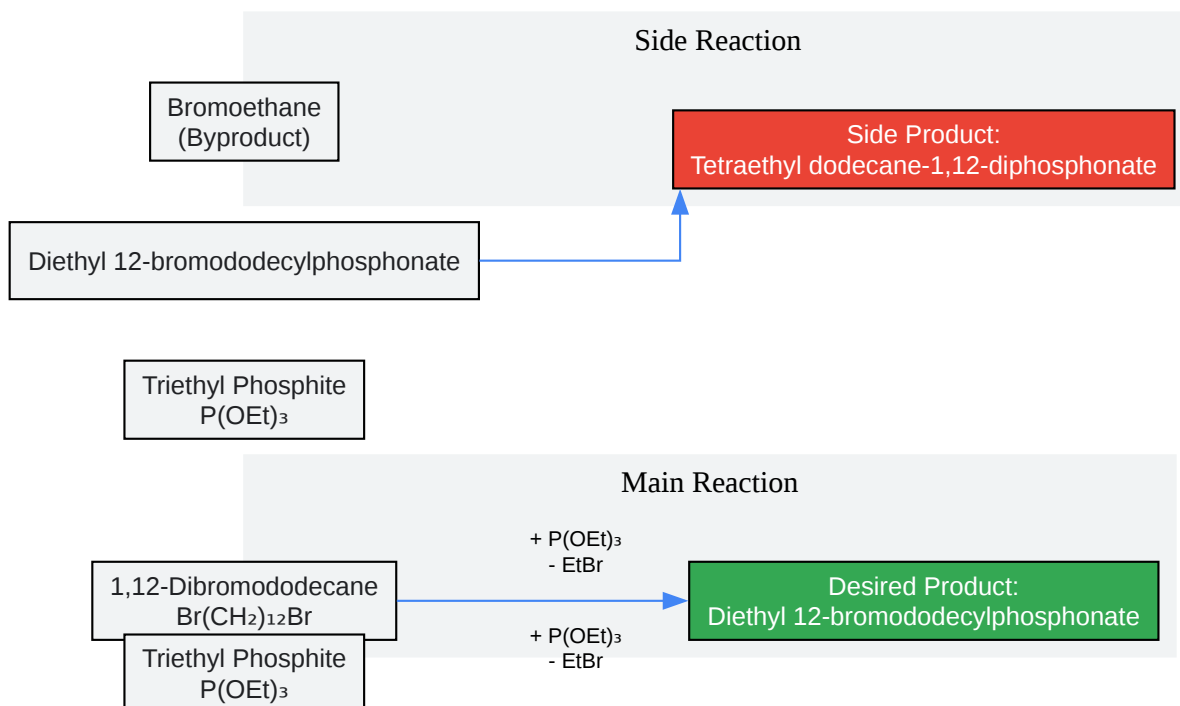 Side Reaction
Bromoethane
(Byproduct)
Side Product:
Tetraethyl dodecane-1,12-diphosphonate
Diethyl 12-bromododecylphosphonate
Triethyl Phosphite
P(OEt)₃
Main Reaction
+ P(OEt)₃
- EtBr
1,12-Dibromododecane
Br(CH₂)₁₂Br
Desired Product:
Diethyl 12-bromododecylphosphonate
+ P(OEt)₃
- EtBr
Triethyl Phosphite
P(OEt)₃